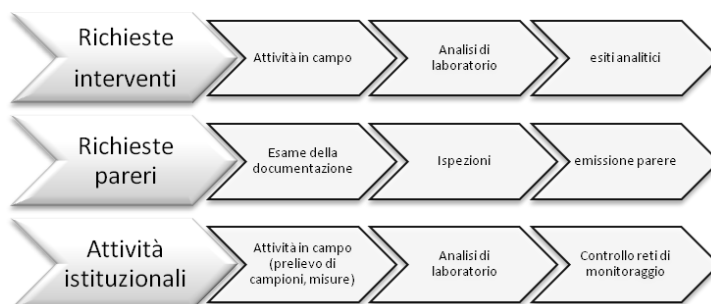 Richieste
interventi
Attività in campo
Analisi di
laboratorio
esiti analitici
Richieste
pareri
Esame della
documentazione
Ispezioni
emissione parere
Attività
istituzionali
Attività in campo
(prelievo di
campioni, misure)
Analisi di
laboratorio
Controllo reti di
monitoraggio